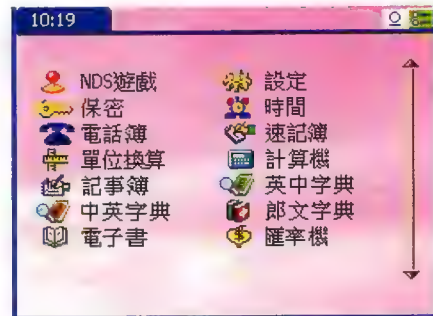 10:19
NDS遊戲 設定
保密 時間
電話簿 速記簿
單位換算 計算機
記事簿 英中字典
中英字典 郎文字典
電子書 匯率機